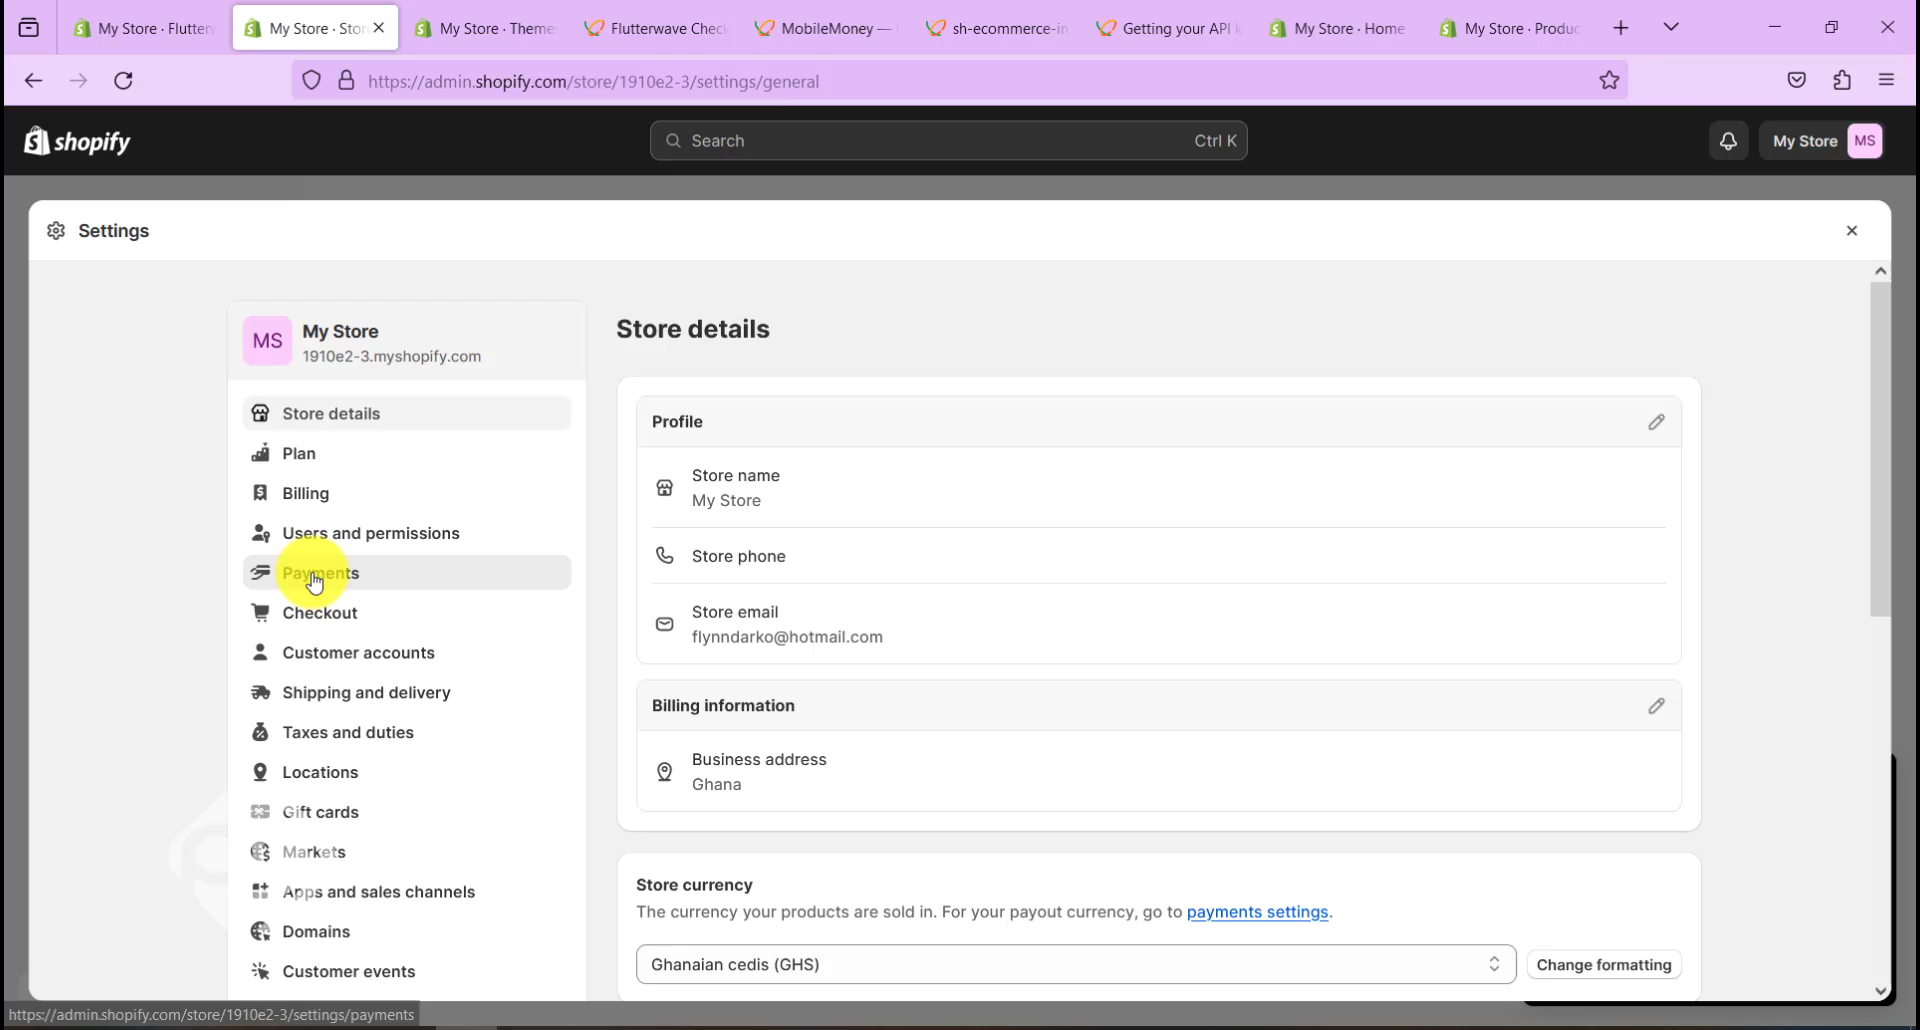 My Store · Flutterw
My Store · Stor
My Store · Theme
Flutterwave Chec
MobileMoney —
sh-ecommerce-in
Getting your API k
My Store · Home
My Store · Produc
https://admin.shopify.com/store/1910e2-3/settings/general
shopify
Search
Ctrl K
My Store
MS
Settings
MS
My Store
1910e2-3.myshopify.com
Store details
Plan
Billing
Users and permissions
Payments
Checkout
Customer accounts
Shipping and delivery
Taxes and duties
Locations
Gift cards
Markets
Apps and sales channels
Domains
Customer events
Store details
Profile
Store name
My Store
Store phone
Store email
flynndarko@hotmail.com
Billing information
Business address
Ghana
Store currency
The currency your products are sold in. For your payout currency, go to payments settings.
Ghanaian cedis (GHS)
Change formatting
https://admin.shopify.com/store/1910e2-3/settings/payments